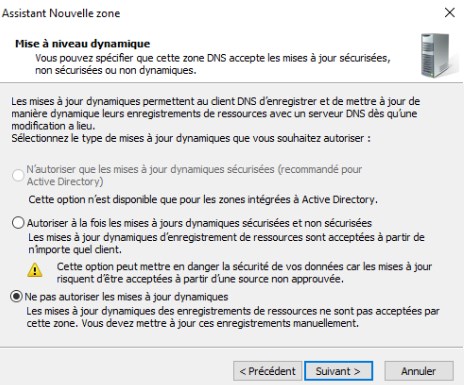 Assistant Nouvelle zone
Mise à niveau dynamique
Vous pouvez spécifier que cette zone DNS accepte les mises à jour sécurisées,
non sécurisées ou non dynamiques.
Les mises à jour dynamiques permettent au client DNS d'enregistrer et de mettre à jour de
manière dynamique leurs enregistrements de ressources avec un serveur DNS dès qu'une
modification a lieu.
Sélectionnez le type de mises à jour dynamiques que vous souhaitez autoriser :
N'autoriser que les mises à jour dynamiques sécurisées (recommandé pour
Active Directory)
Cette option n'est disponible que pour les zones intégrées à Active Directory.
Autoriser à la fois les mises à jours dynamiques sécurisées et non sécurisées
Les mises à jour dynamiques d'enregistrement de ressources sont acceptées à partir de
n'importe quel client.
Cette option peut mettre en danger la sécurité de vos données car les mises à jour
risquent d'être acceptées à partir d'une source non approuvée.
Ne pas autoriser les mises à jour dynamiques
Les mises à jour dynamiques des enregistrements de ressources ne sont pas acceptées par
cette zone. Vous devez mettre à jour ces enregistrements manuellement.
< Précédent Suivant > Annuler